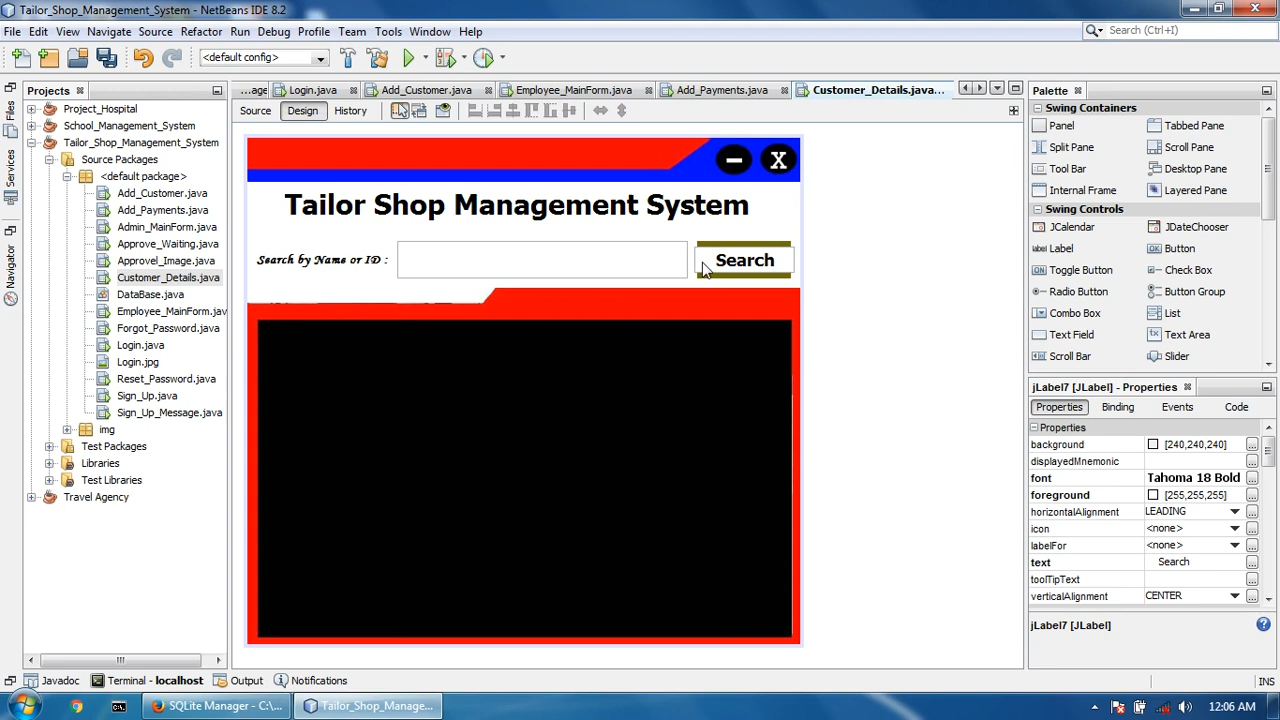 Tailor_Shop_Management_System - NetBeans IDE 8.2
File Edit View Navigate Source Refactor Run Debug Profile Team Tools Window Help
Search (Ctrl+I)
<default config>
Projects
...age Login.java Add_Customer.java Employee_MainForm.java Add_Payments.java Customer_Details.java...
Palette
Files
Services
Navigator
Source Design History
Project_Hospital
School_Management_System
Tailor_Shop_Management_System
Source Packages
<default package>
Add_Customer.java
Add_Payments.java
Admin_MainForm.java
Approve_Waiting.java
Approvel_Image.java
Customer_Details.java
DataBase.java
Employee_MainForm.jav
Forgot_Password.java
Login.java
Login.jpg
Reset_Password.java
Sign_Up.java
Sign_Up_Message.java
img
Test Packages
Libraries
Test Libraries
Travel Agency
X
Tailor Shop Management System
Search by Name or ID :
Search
Swing Containers
Panel Tabbed Pane
Split Pane Scroll Pane
Tool Bar Desktop Pane
Internal Frame Layered Pane
Swing Controls
JCalendar JDateChooser
label Label OK Button
Toggle Button Check Box
Radio Button Button Group
Combo Box List
Text Field Text Area
Scroll Bar Slider
jLabel7 [JLabel] - Properties
Properties Binding Events Code
Properties
background [240,240,240] ...
displayedMnemonic ...
font Tahoma 18 Bold ...
foreground [255,255,255] ...
horizontalAlignment LEADING ...
icon <none> ...
labelFor <none> ...
text Search ...
toolTipText ...
verticalAlignment CENTER ...
jLabel7 [JLabel]
Javadoc Terminal - localhost Output Notifications
INS
SQLite Manager - C:\...
Tailor_Shop_Manage...
12:06 AM